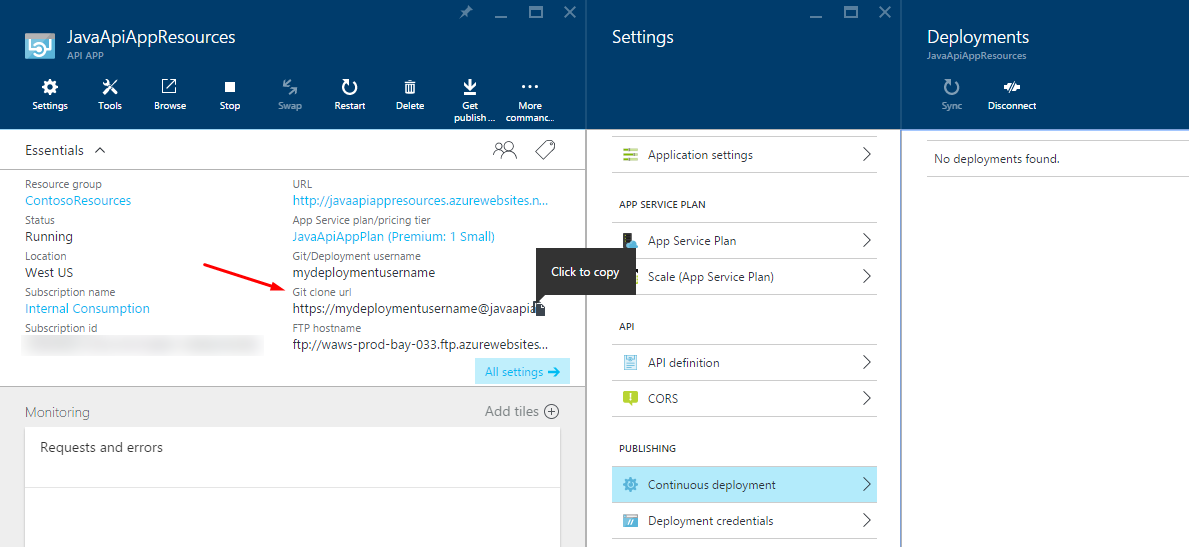 JavaApiAppResources
API APP
Settings
Tools
Browse
Stop
Swap
Restart
Delete
Get
publish ...
More
commanc...
Essentials
Resource group
ContosoResources
Status
Running
Location
West US
Subscription name
Internal Consumption
Subscription id
URL
http://javaapiappresources.azurewebsites.n...
App Service plan/pricing tier
JavaApiAppPlan (Premium: 1 Small)
Git/Deployment username
mydeploymentusername
Git clone url
https://mydeploymentusername@javaapia
FTP hostname
ftp://waws-prod-bay-033.ftp.azurewebsites...
Click to copy
All settings
Monitoring
Add tiles
Requests and errors
Settings
Application settings
APP SERVICE PLAN
App Service Plan
Scale (App Service Plan)
API
API definition
CORS
PUBLISHING
Continuous deployment
Deployment credentials
Deployments
JavaApiAppResources
Sync
Disconnect
No deployments found.